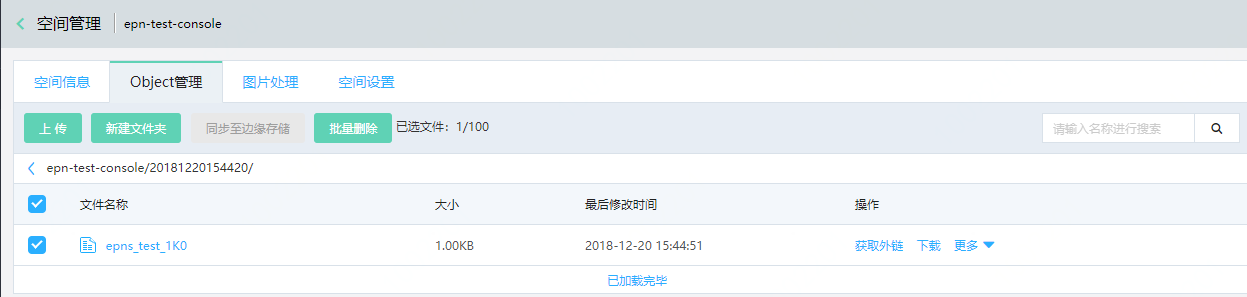 空间管理 epn-test-console
空间信息 Object管理 图片处理 空间设置
上 传 新建文件夹 同步至边缘存储 批量删除 已选文件：1/100 请输入名称进行搜索
epn-test-console/20181220154420/
文件名称 大小 最后修改时间 操作
epns_test_1K0 1.00KB 2018-12-20 15:44:51 获取外链 下载 更多
已加载完毕